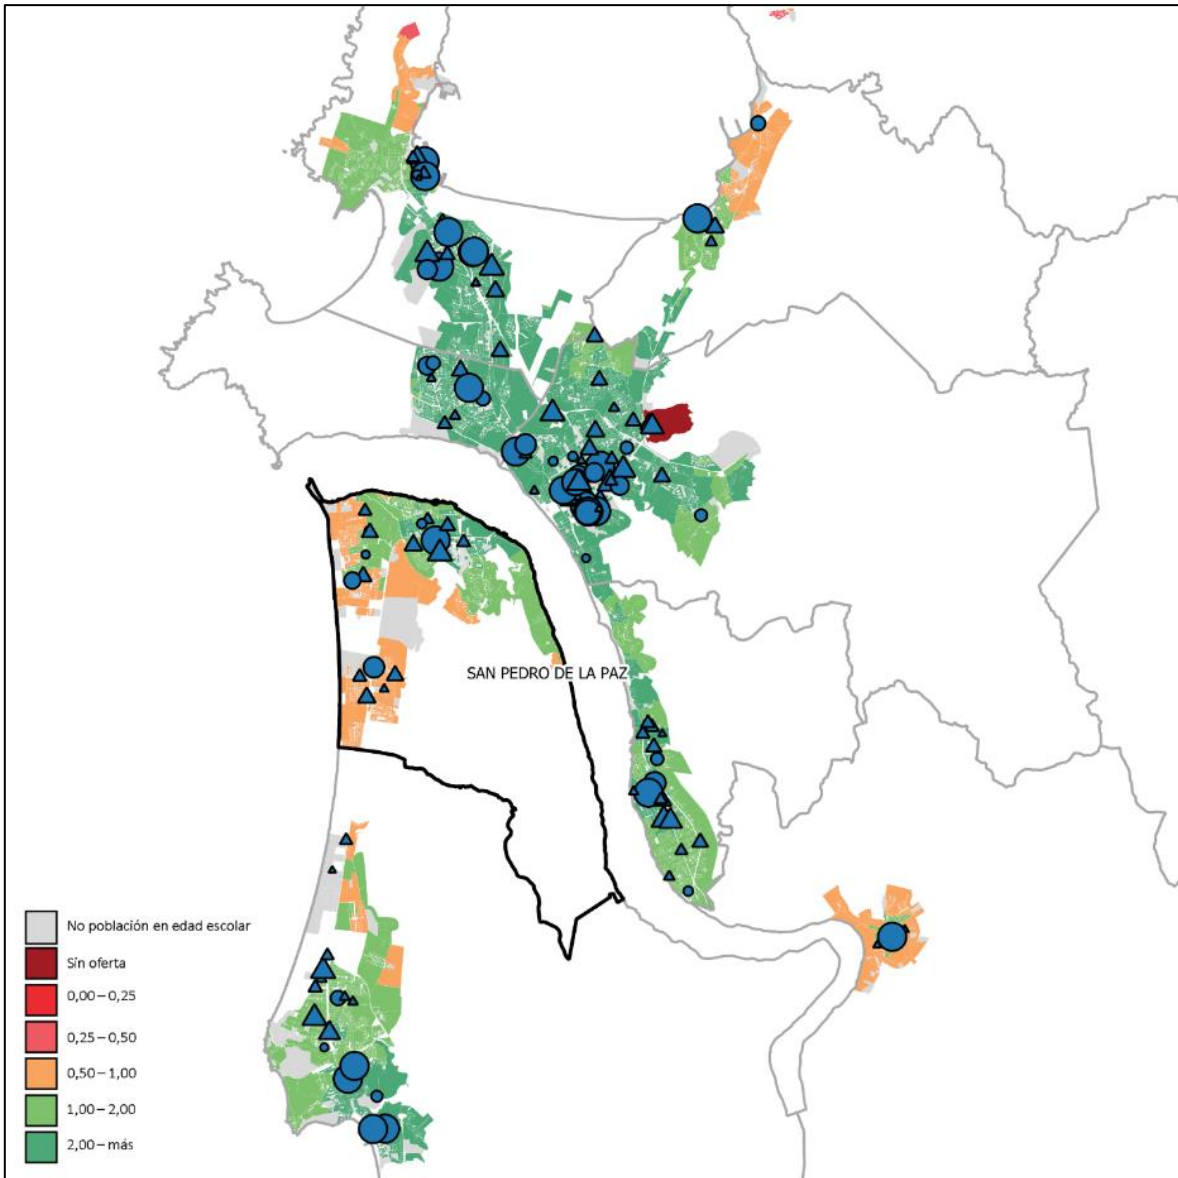 SAN PEDRO DE LA PAZ
No población en edad escolar
Sin oferta
0,00 – 0,25
0,25 – 0,50
0,50 – 1,00
1,00 – 2,00
2,00 – más